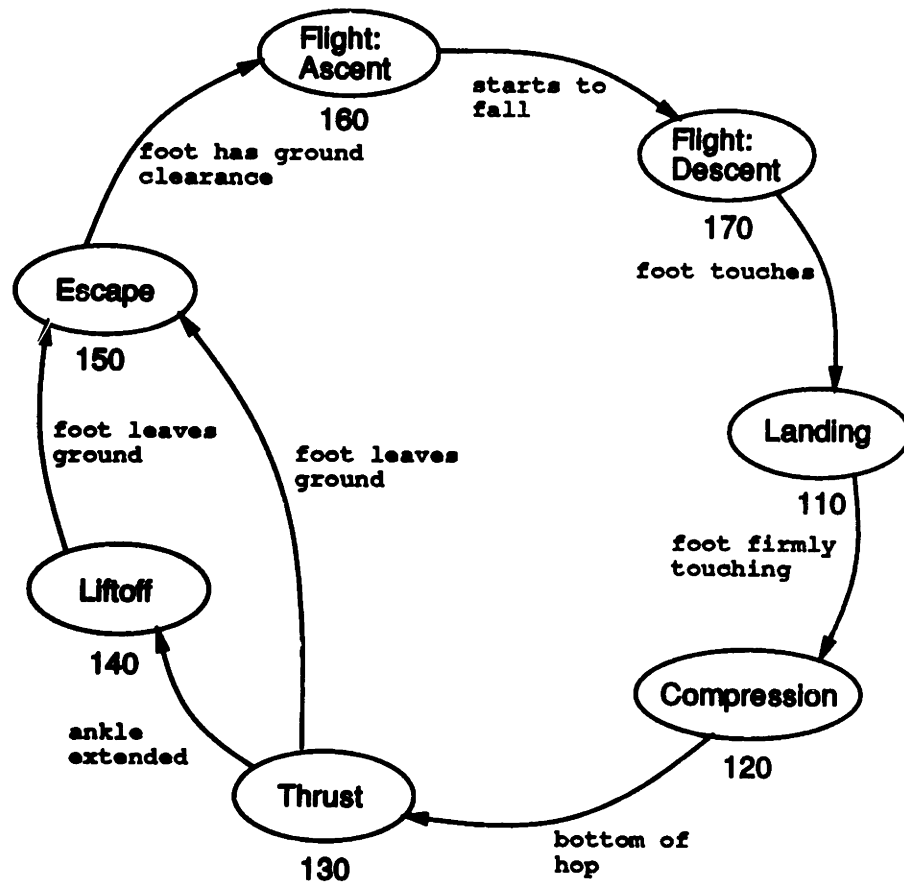 Flight:
Ascent
160
starts to
fall
Flight:
Descent
170
foot touches
Landing
110
foot firmly
touching
Compression
120
bottom of
hop
Thrust
130
ankle
extended
foot leaves
ground
Liftoff
140
foot leaves
ground
Escape
150
foot has ground
clearance